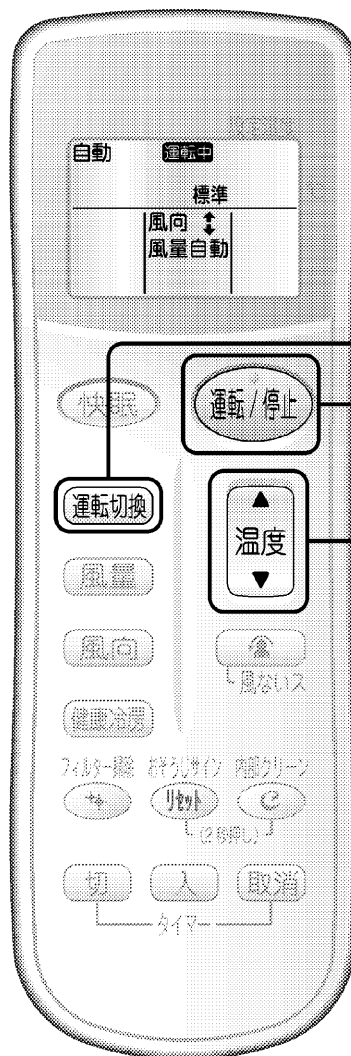 自動 運転中
標準
風向
風量自動
快眠 運転/停止
運転切換
温度
風量
風向
風ないス
健康冷房
フィルター掃除 おそうじサイン 内部クリーン
リセット
(2秒押し)
切 入 取消
タイマー